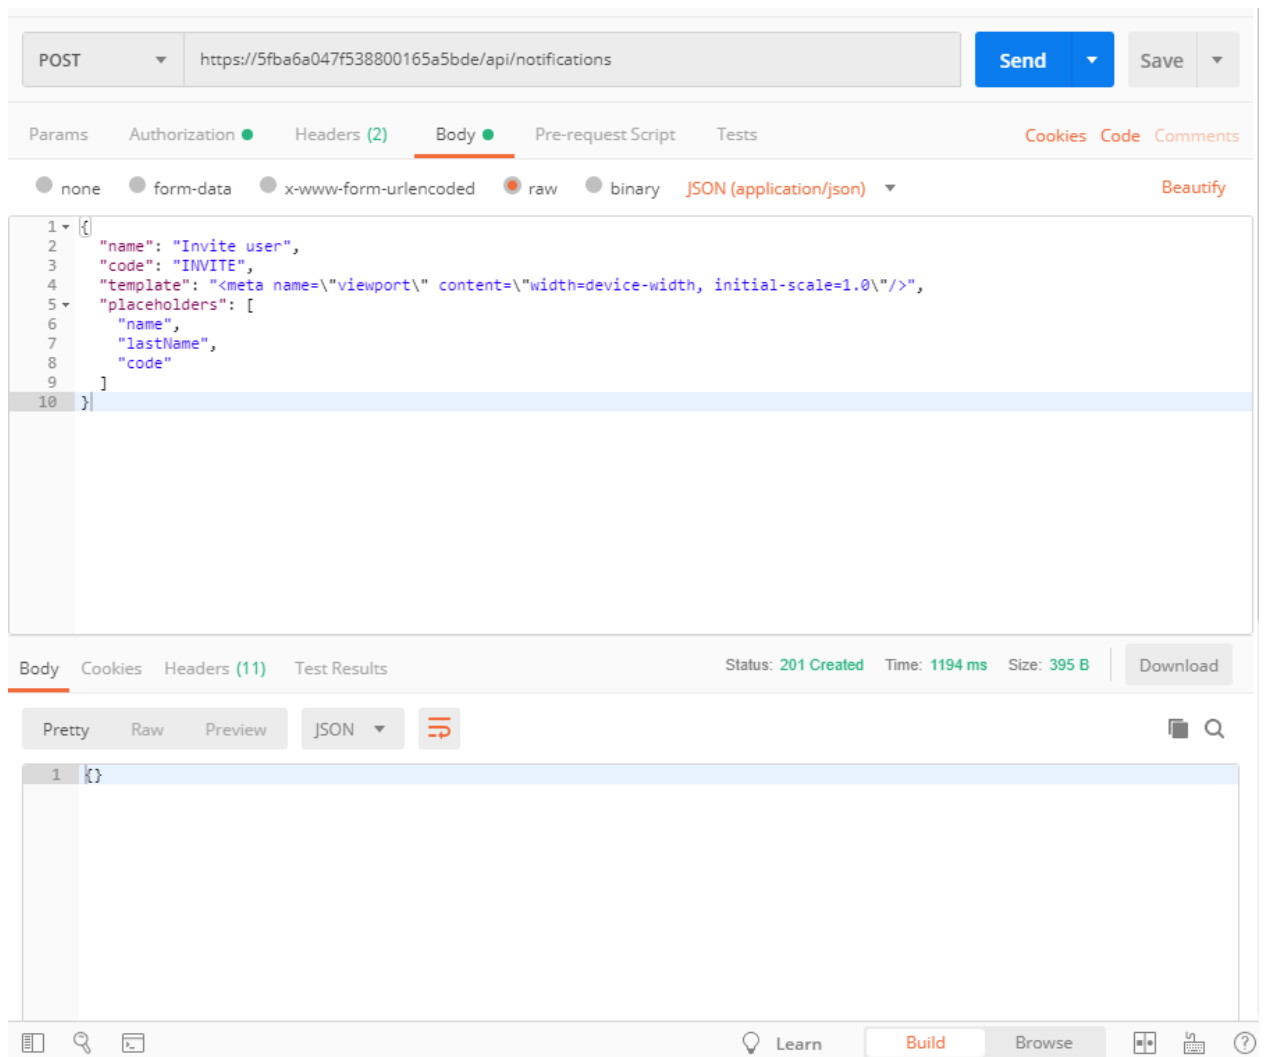 POST https://5fba6a047f538800165a5bde/api/notifications Send Save
Params Authorization Headers (2) Body Pre-request Script Tests Cookies Code Comments
none form-data x-www-form-urlencoded raw binary JSON (application/json) Beautify
1 {
2 "name": "Invite user",
3 "code": "INVITE",
4 "template": "<meta name=\"viewport\" content=\"width=device-width, initial-scale=1.0\"/>",
5 "placeholders": [
6 "name",
7 "lastName",
8 "code"
9 ]
10 }
Body Cookies Headers (11) Test Results Status: 201 Created Time: 1194 ms Size: 395 B Download
Pretty Raw Preview JSON
1 {}
Learn Build Browse